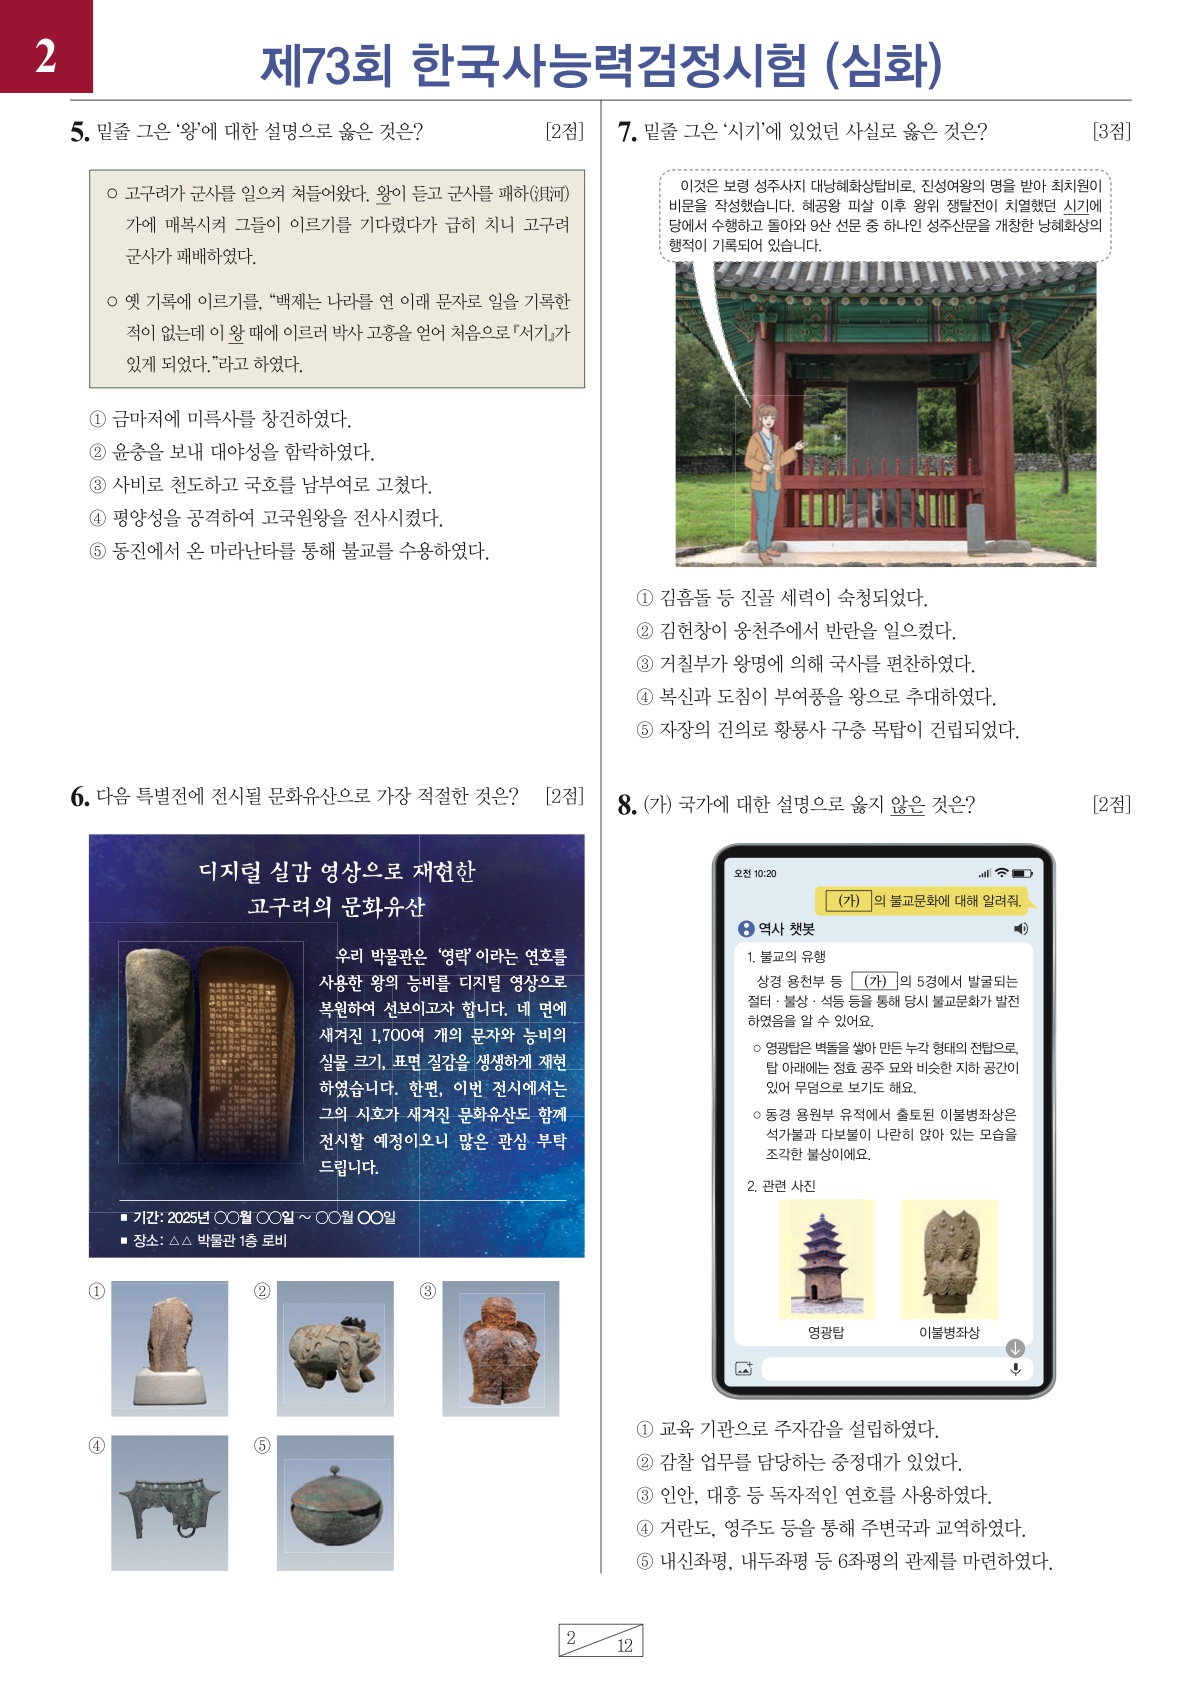 2
제73회 한국사능력검정시험 (심화)
5. 밑줄 그은 ‘왕’에 대한 설명으로 옳은 것은? [2점]
○ 고구려가 군사를 일으켜 쳐들어왔다. 왕이 듣고 군사를 패하(浿河)
가에 매복시켜 그들이 이르기를 기다렸다가 급히 치니 고구려
군사가 패배하였다.
○ 옛 기록에 이르기를, “백제는 나라를 연 이래 문자로 일을 기록한
적이 없는데 이 왕 때에 이르러 박사 고흥을 얻어 처음으로 『서기』가
있게 되었다.”라고 하였다.
① 금마저에 미륵사를 창건하였다.
② 윤충을 보내 대야성을 함락하였다.
③ 사비로 천도하고 국호를 남부여로 고쳤다.
④ 평양성을 공격하여 고국원왕을 전사시켰다.
⑤ 동진에서 온 마라난타를 통해 불교를 수용하였다.
6. 다음 특별전에 전시될 문화유산으로 가장 적절한 것은? [2점]
디지털 실감 영상으로 재현한
고구려의 문화유산
우리 박물관은 ‘영락’이라는 연호를
사용한 왕의 능비를 디지털 영상으로
복원하여 선보이고자 합니다. 네 면에
새겨진 1,700여 개의 문자와 능비의
실물 크기, 표면 질감을 생생하게 재현
하였습니다. 한편, 이번 전시에서는
그의 시호가 새겨진 문화유산도 함께
전시할 예정이오니 많은 관심 부탁
드립니다.
■ 기간: 2025년 ○○월 ○○일 ~ ○○월 ○○일
■ 장소: △△ 박물관 1층 로비
①
②
③
④
⑤
7. 밑줄 그은 ‘시기’에 있었던 사실로 옳은 것은? [3점]
이것은 보령 성주사지 대낭혜화상탑비로, 진성여왕의 명을 받아 최치원이
비문을 작성했습니다. 혜공왕 피살 이후 왕위 쟁탈전이 치열했던 시기에
당에서 수행하고 돌아와 9산 선문 중 하나인 성주산문을 개창한 낭혜화상의
행적이 기록되어 있습니다.
① 김흠돌 등 진골 세력이 숙청되었다.
② 김헌창이 웅천주에서 반란을 일으켰다.
③ 거칠부가 왕명에 의해 국사를 편찬하였다.
④ 복신과 도침이 부여풍을 왕으로 추대하였다.
⑤ 자장의 건의로 황룡사 구층 목탑이 건립되었다.
8. (가) 국가에 대한 설명으로 옳지 않은 것은? [2점]
오전 10:20
(가) 의 불교문화에 대해 알려줘.
역사 챗봇
1. 불교의 유행
상경 용천부 등 (가) 의 5경에서 발굴되는
절터·불상·석등 등을 통해 당시 불교문화가 발전
하였음을 알 수 있어요.
○ 영광탑은 벽돌을 쌓아 만든 누각 형태의 전탑으로,
탑 아래에는 정효 공주 묘와 비슷한 지하 공간이
있어 무덤으로 보기도 해요.
○ 동경 용원부 유적에서 출토된 이불병좌상은
석가불과 다보불이 나란히 앉아 있는 모습을
조각한 불상이에요.
2. 관련 사진
영광탑 이불병좌상
① 교육 기관으로 주자감을 설립하였다.
② 감찰 업무를 담당하는 중정대가 있었다.
③ 인안, 대흥 등 독자적인 연호를 사용하였다.
④ 거란도, 영주도 등을 통해 주변국과 교역하였다.
⑤ 내신좌평, 내두좌평 등 6좌평의 관제를 마련하였다.
2
12